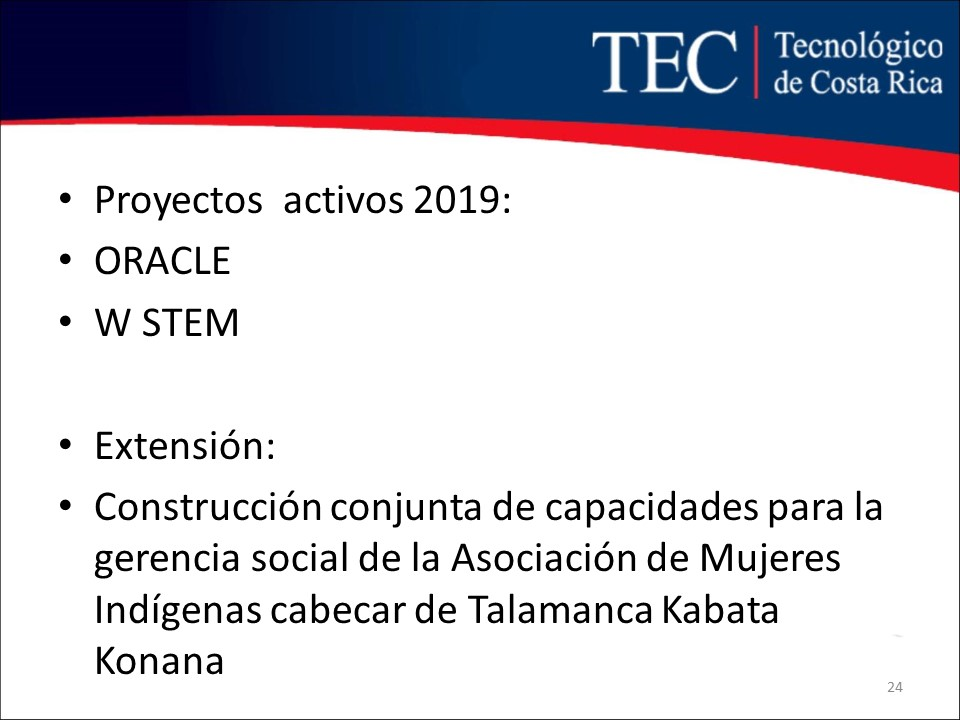 TEC
Tecnológico
de Costa Rica
• Proyectos  activos 2019:
• ORACLE
• W STEM
• Extensión:
• Construcción conjunta de capacidades para la
gerencia social de la Asociación de Mujeres
Indígenas cabecar de Talamanca Kabata
Konana
24